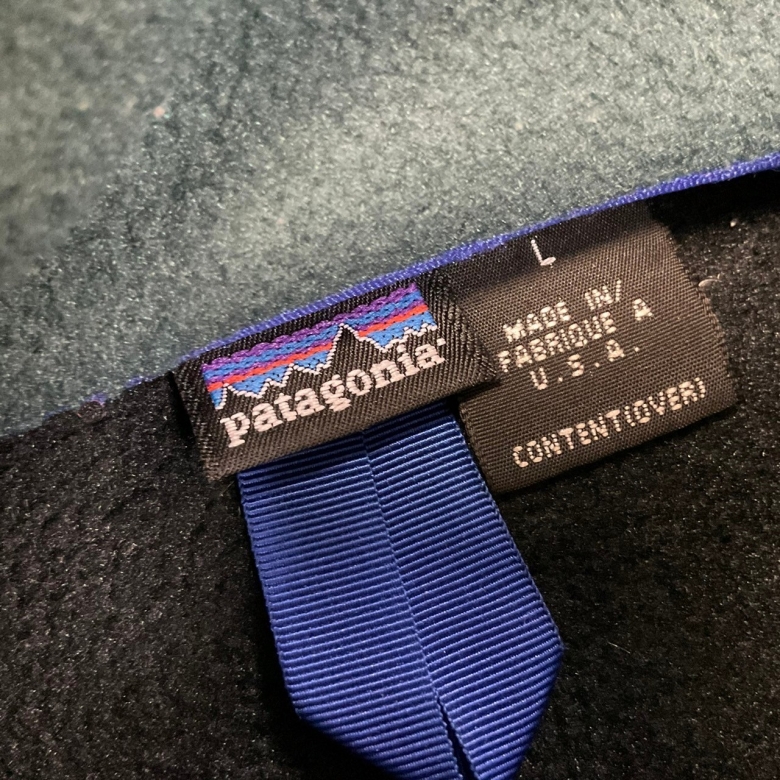 patagonia
L
MADE IN/
FABRIQUE A
U.S.A.
CONTENT(OVER)